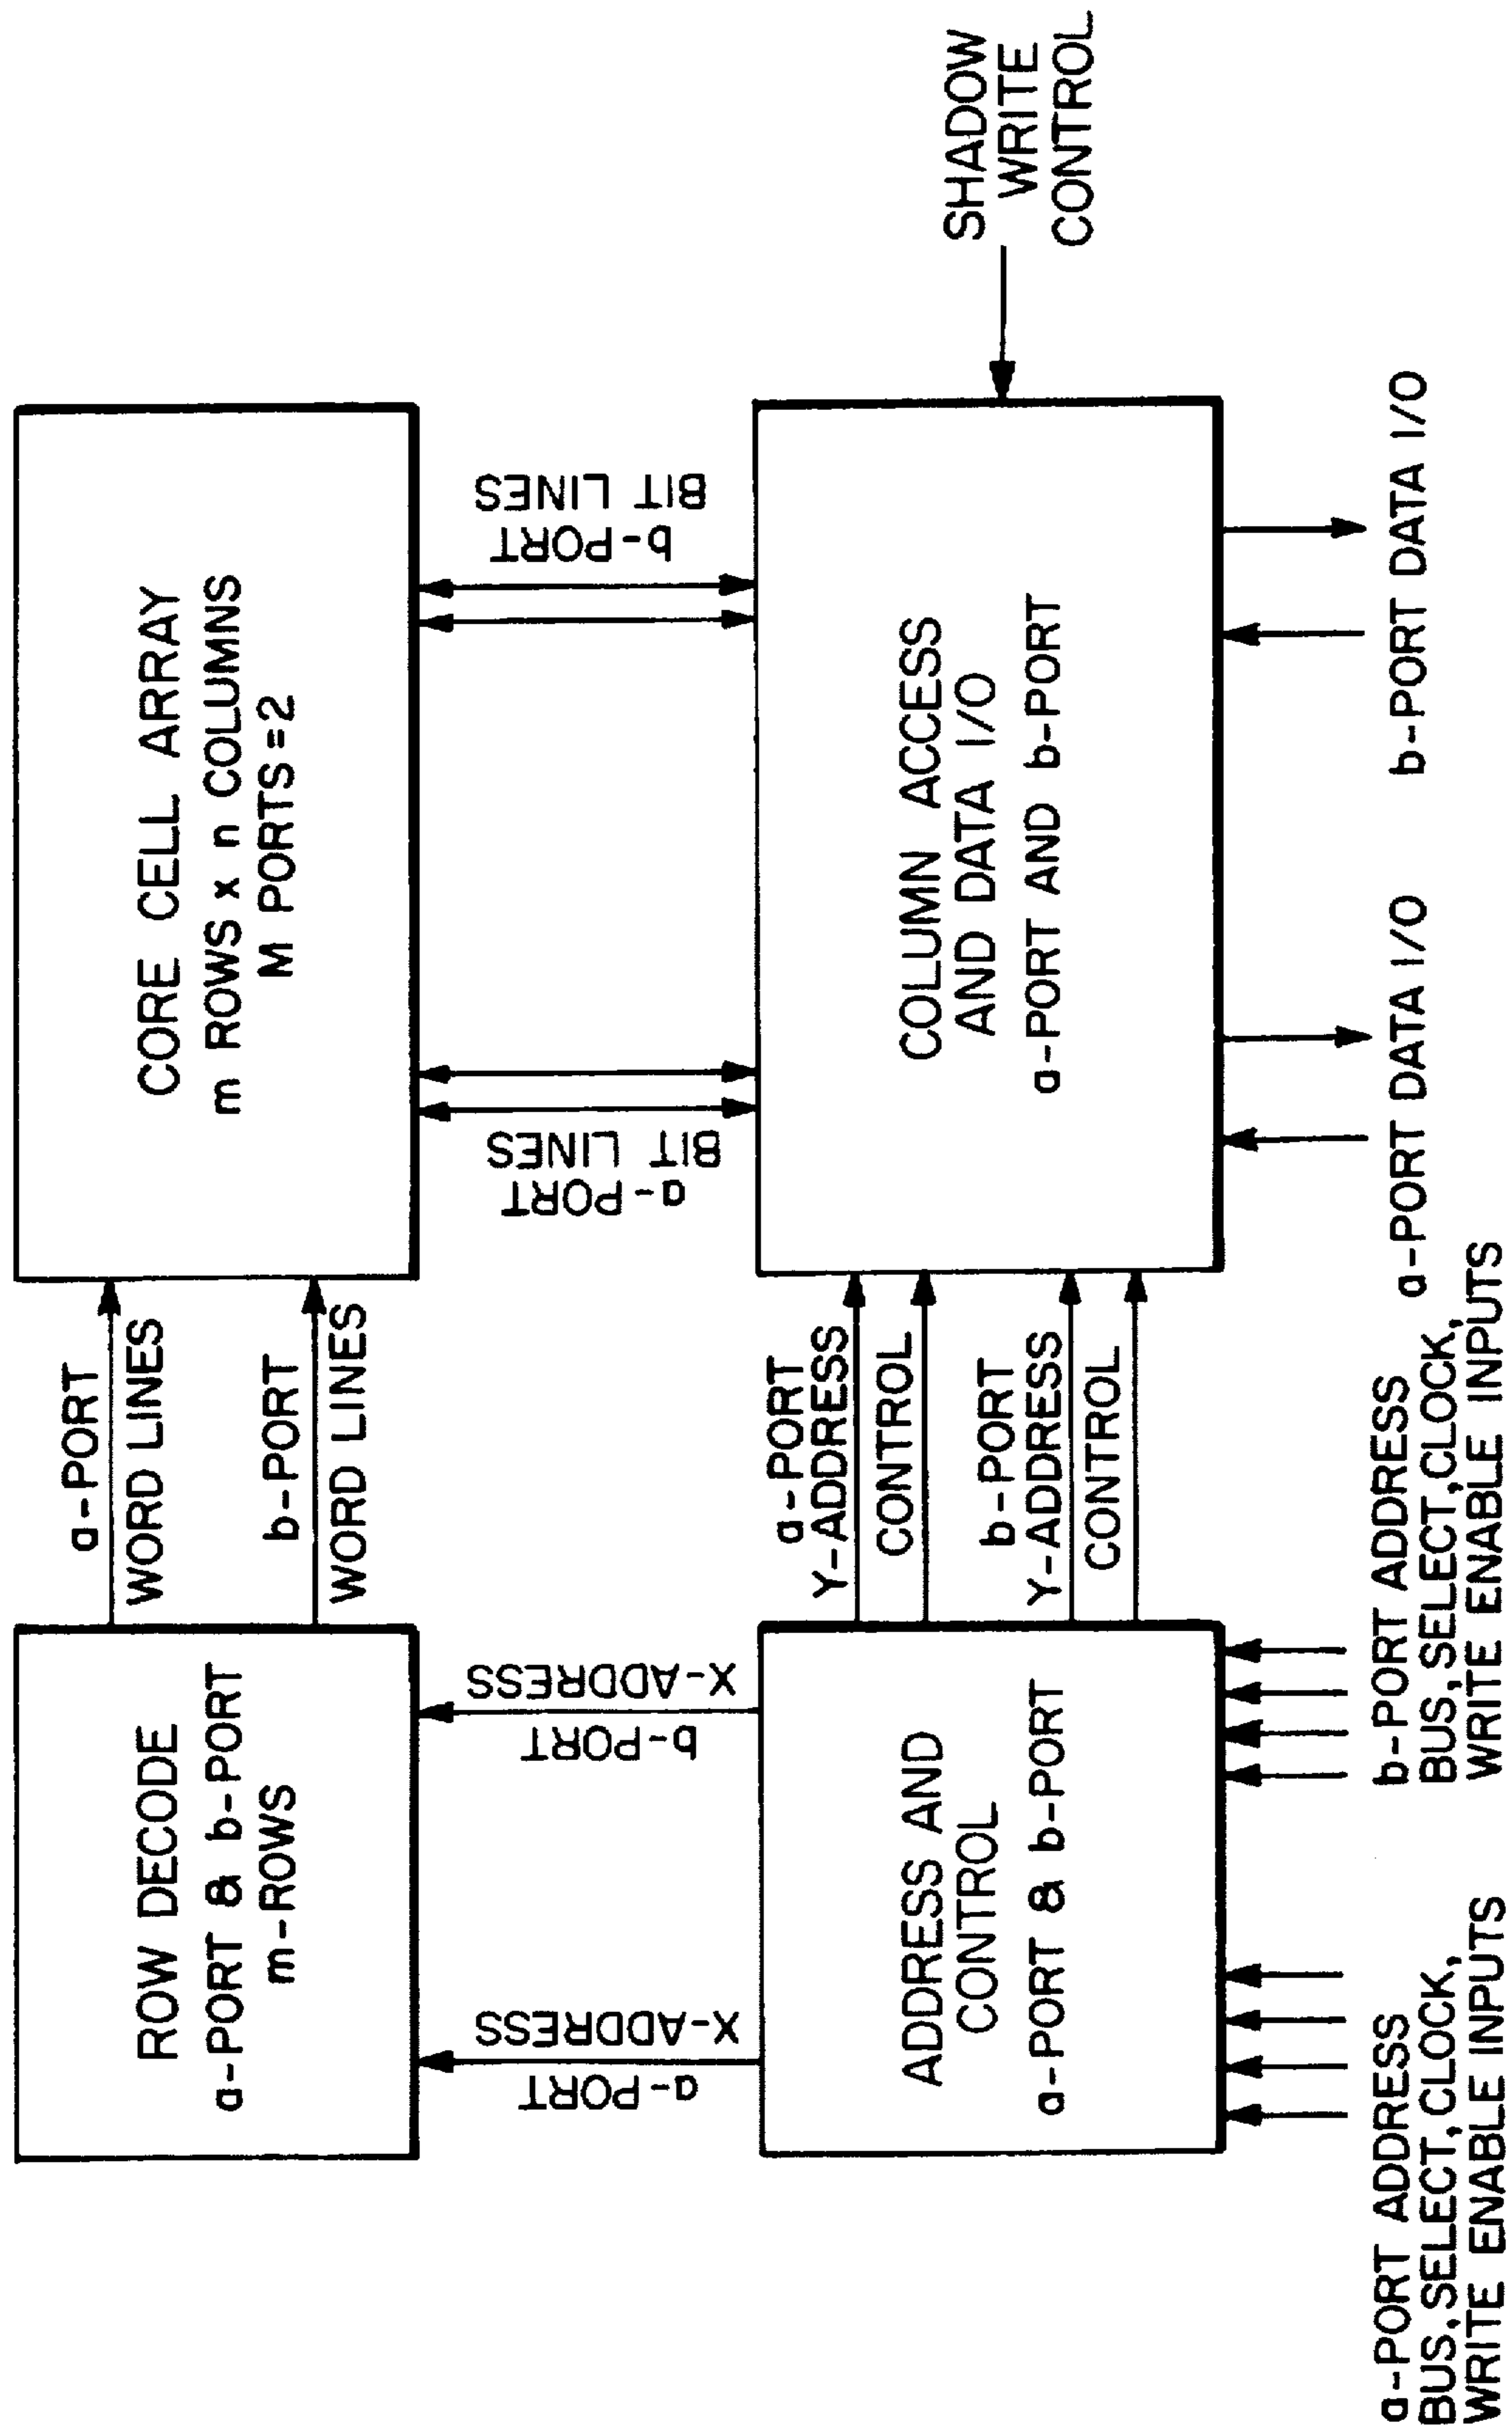 ROW DECODE
a-PORT & b-PORT
m-ROWS
a-PORT
WORD LINES
b-PORT
WORD LINES
CORE CELL ARRAY
m ROWS x n COLUMNS
M PORTS=2
a-PORT
X-ADDRESS
b-PORT
X-ADDRESS
a-PORT
BIT LINES
b-PORT
BIT LINES
ADDRESS AND
CONTROL
a-PORT & b-PORT
a-PORT
Y-ADDRESS
CONTROL
b-PORT
Y-ADDRESS
CONTROL
COLUMN ACCESS
AND DATA I/O
a-PORT AND b-PORT
SHADOW
WRITE
CONTROL
a-PORT ADDRESS
BUS,SELECT,CLOCK,
WRITE ENABLE INPUTS
b-PORT ADDRESS
BUS,SELECT,CLOCK,
WRITE ENABLE INPUTS
a-PORT DATA I/O
b-PORT DATA I/O